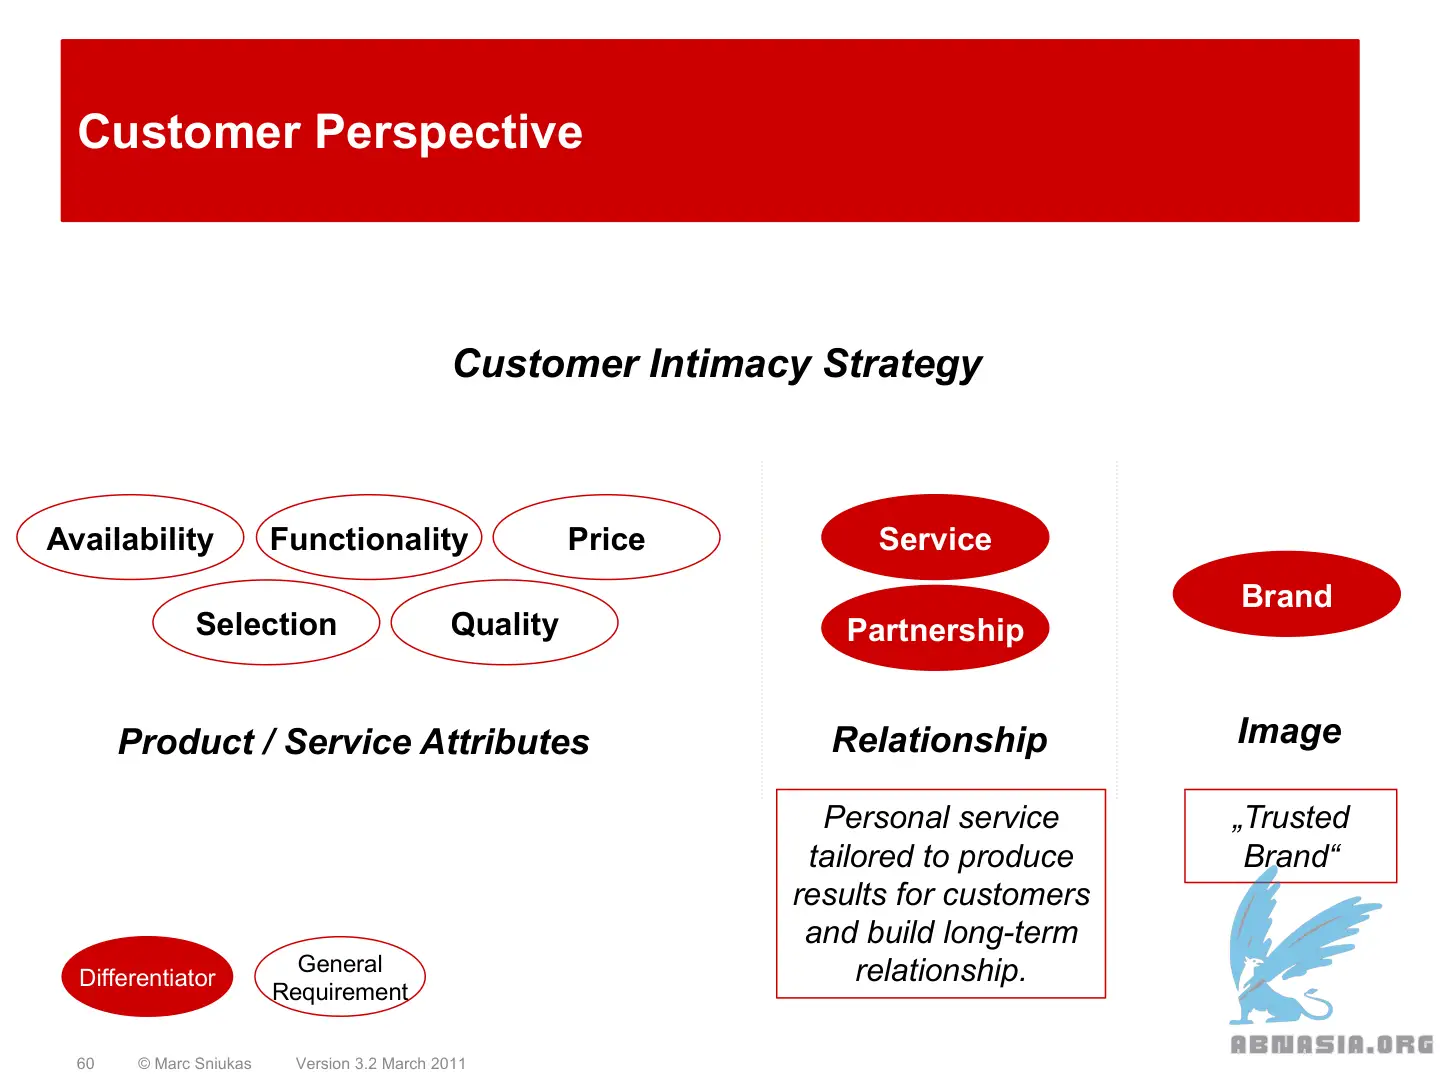 Customer Perspective
Customer Intimacy Strategy
Availability
Functionality
Price
Selection
Quality
Product / Service Attributes
Service
Partnership
Relationship
Personal service
tailored to produce
results for customers
and build long-term
relationship.
Brand
Image
„Trusted
Brand“
Differentiator
General
Requirement
60 © Marc Sniukas Version 3.2 March 2011
ABNASIA.ORG